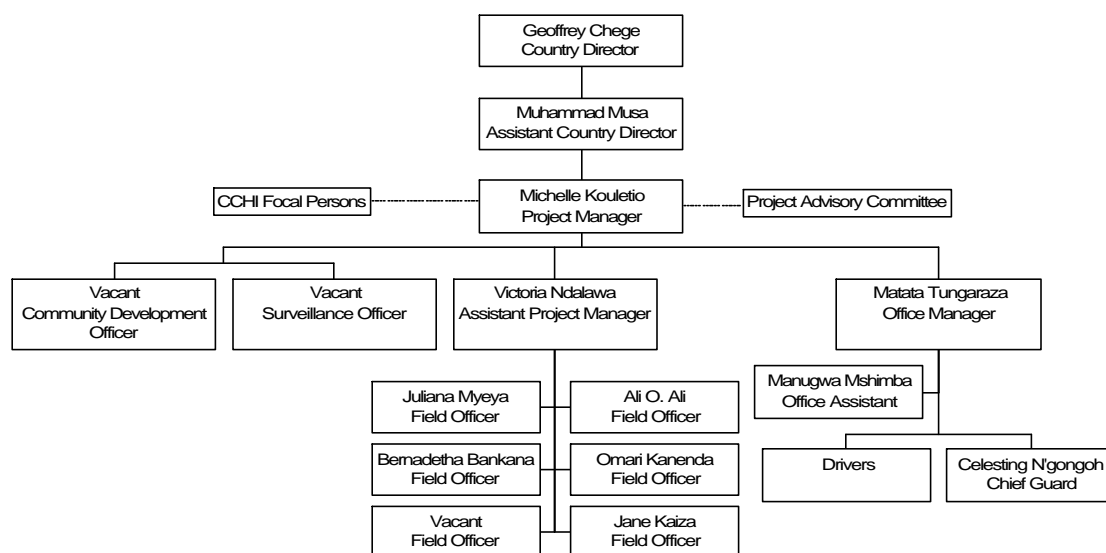 Geoffrey Chege
Country Director
Muhammad Musa
Assistant Country Director
CCHI Focal Persons
Michelle Kouletio
Project Manager
Project Advisory Committee
Vacant
Community Development
Officer
Vacant
Surveillance Officer
Victoria Ndalawa
Assistant Project Manager
Matata Tungaraza
Office Manager
Juliana Myeya
Field Officer
Ali O. Ali
Field Officer
Manugwa Mshimba
Office Assistant
Bernadetha Bankana
Field Officer
Omari Kanenda
Field Officer
Drivers
Celesting N'gongoh
Chief Guard
Vacant
Field Officer
Jane Kaiza
Field Officer